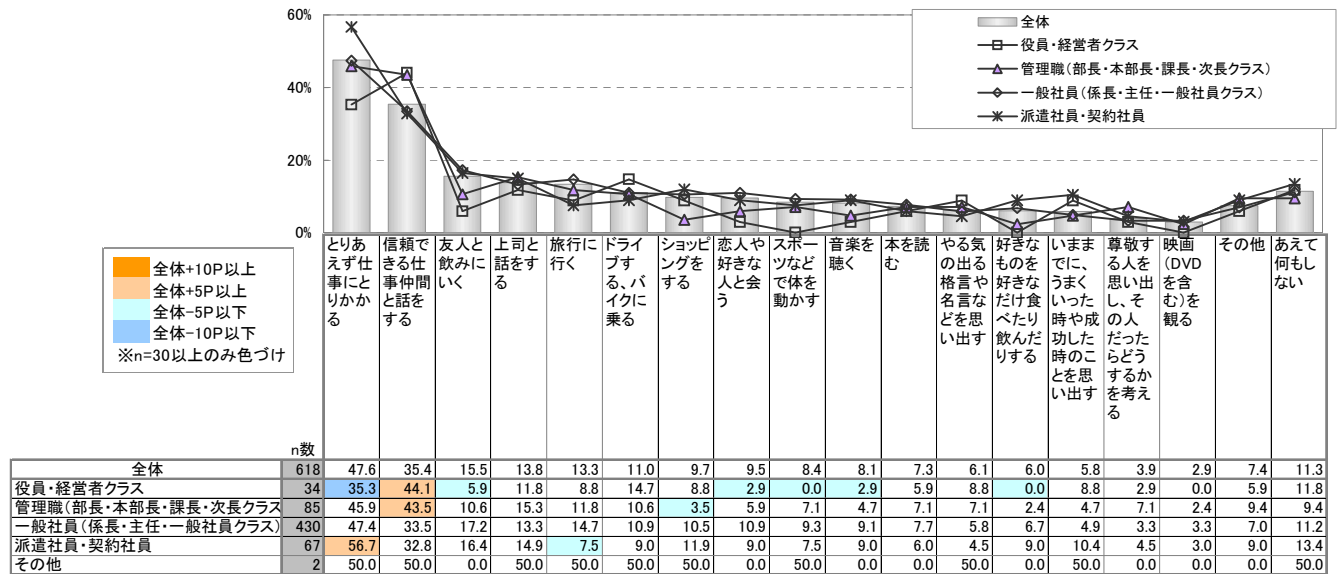 60%
40%
20%
0%
全体
役員・経営者クラス
管理職(部長・本部長・課長・次長クラス)
一般社員(係長・主任・一般社員クラス)
派遣社員・契約社員
全体+10P以上
全体+5P以上
全体-5P以下
全体-10P以下
※n=30以上のみ色づけ
とりあ
えず仕
事にと
りかか
る
信頼で
きる仕
事仲間
と話を
する
友人と
飲みに
いく
上司と
話をす
る
旅行に
行く
ドライ
ブす
る、バ
イクに
乗る
ショッピ
ングを
する
恋人や
好きな
人と会
う
スポー
ツなど
で体を
動かす
音楽を
聴く
本を読
む
やる気
の出る
格言や
名言な
どを思
い出す
好きな
ものを
好きな
だけ食
べたり
飲んだ
りする
いまま
でに、
うまく
いった
時や成
功した
時のこ
とを思
い出す
尊敬す
る人を
思い出
し、そ
の人
だった
らどう
するか
を考え
る
映画
(DVD
を含
む)を
観る
その他
あえて
何もし
ない
n数
全体 618 47.6 35.4 15.5 13.8 13.3 11.0 9.7 9.5 8.4 8.1 7.3 6.1 6.0 5.8 3.9 2.9 7.4 11.3
役員・経営者クラス 34 35.3 44.1 5.9 11.8 8.8 14.7 8.8 2.9 0.0 2.9 5.9 8.8 0.0 8.8 2.9 0.0 5.9 11.8
管理職(部長・本部長・課長・次長クラス 85 45.9 43.5 10.6 15.3 11.8 10.6 3.5 5.9 7.1 4.7 7.1 7.1 2.4 4.7 7.1 2.4 9.4 9.4
一般社員(係長・主任・一般社員クラス) 430 47.4 33.5 17.2 13.3 14.7 10.9 10.5 10.9 9.3 9.1 7.7 5.8 6.7 4.9 3.3 3.3 7.0 11.2
派遣社員・契約社員 67 56.7 32.8 16.4 14.9 7.5 9.0 11.9 9.0 7.5 9.0 6.0 4.5 9.0 10.4 4.5 3.0 9.0 13.4
その他 2 50.0 0.0 0.0 50.0 50.0 50.0 0.0 0.0 50.0 0.0 0.0 50.0 0.0 50.0 0.0 0.0 0.0 50.0